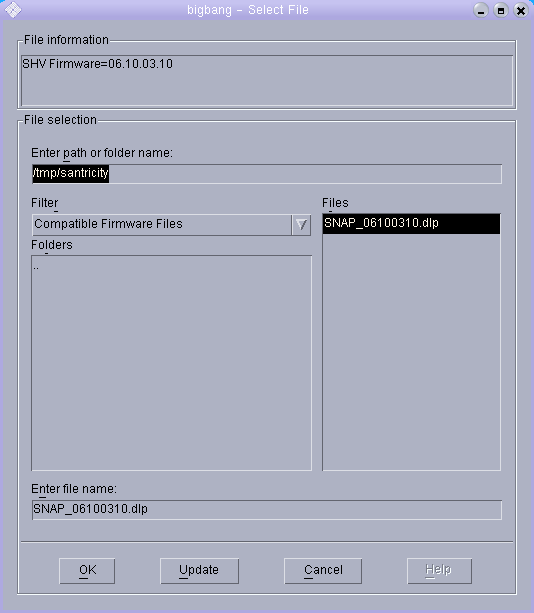 bigbang - Select File
File information
SHV Firmware=06.10.03.10
File selection
Enter path or folder name:
/tmp/santricity
Filter
Files
Compatible Firmware Files
SNAP_06100310.dlp
Folders
..
Enter file name:
SNAP_06100310.dlp
OK
Update
Cancel
Help